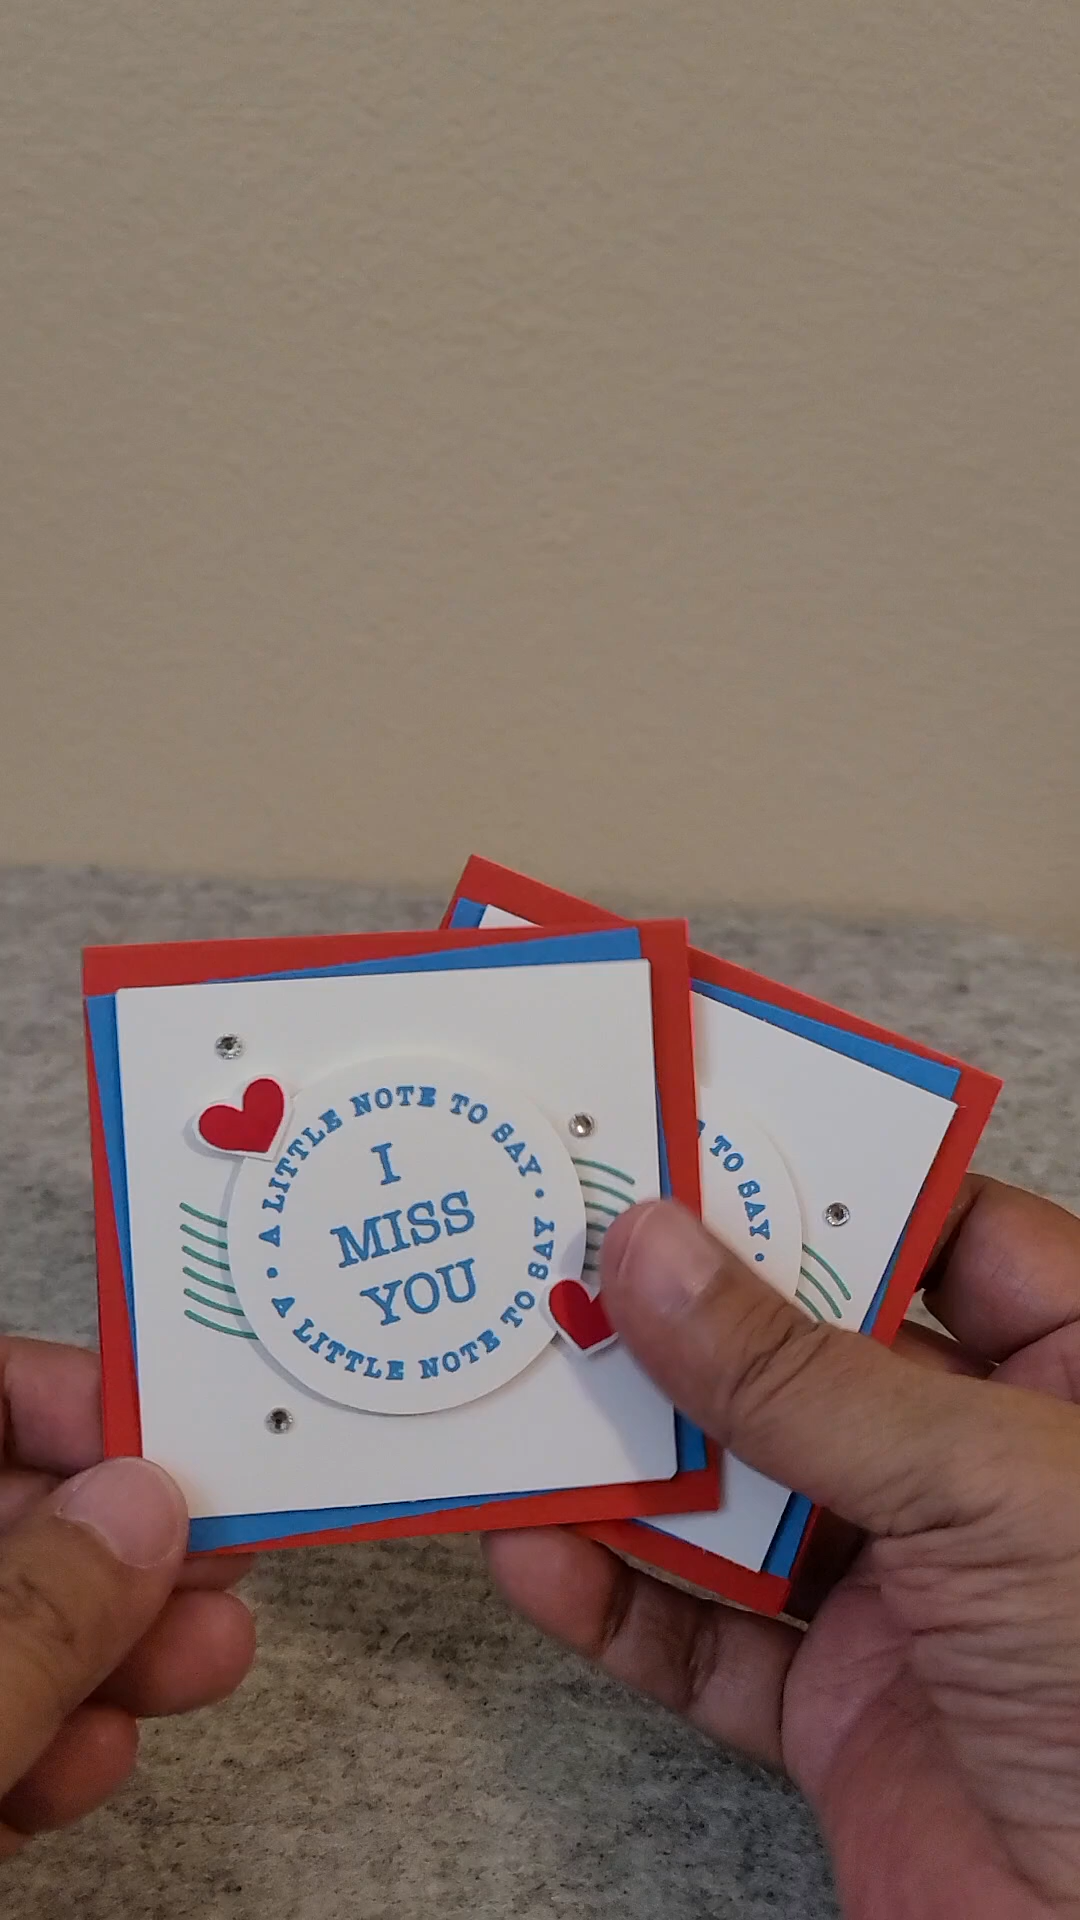 A LITTLE NOTE TO SAY •
A LITTLE NOTE TO SAY •
I
MISS
YOU
TO SAY •